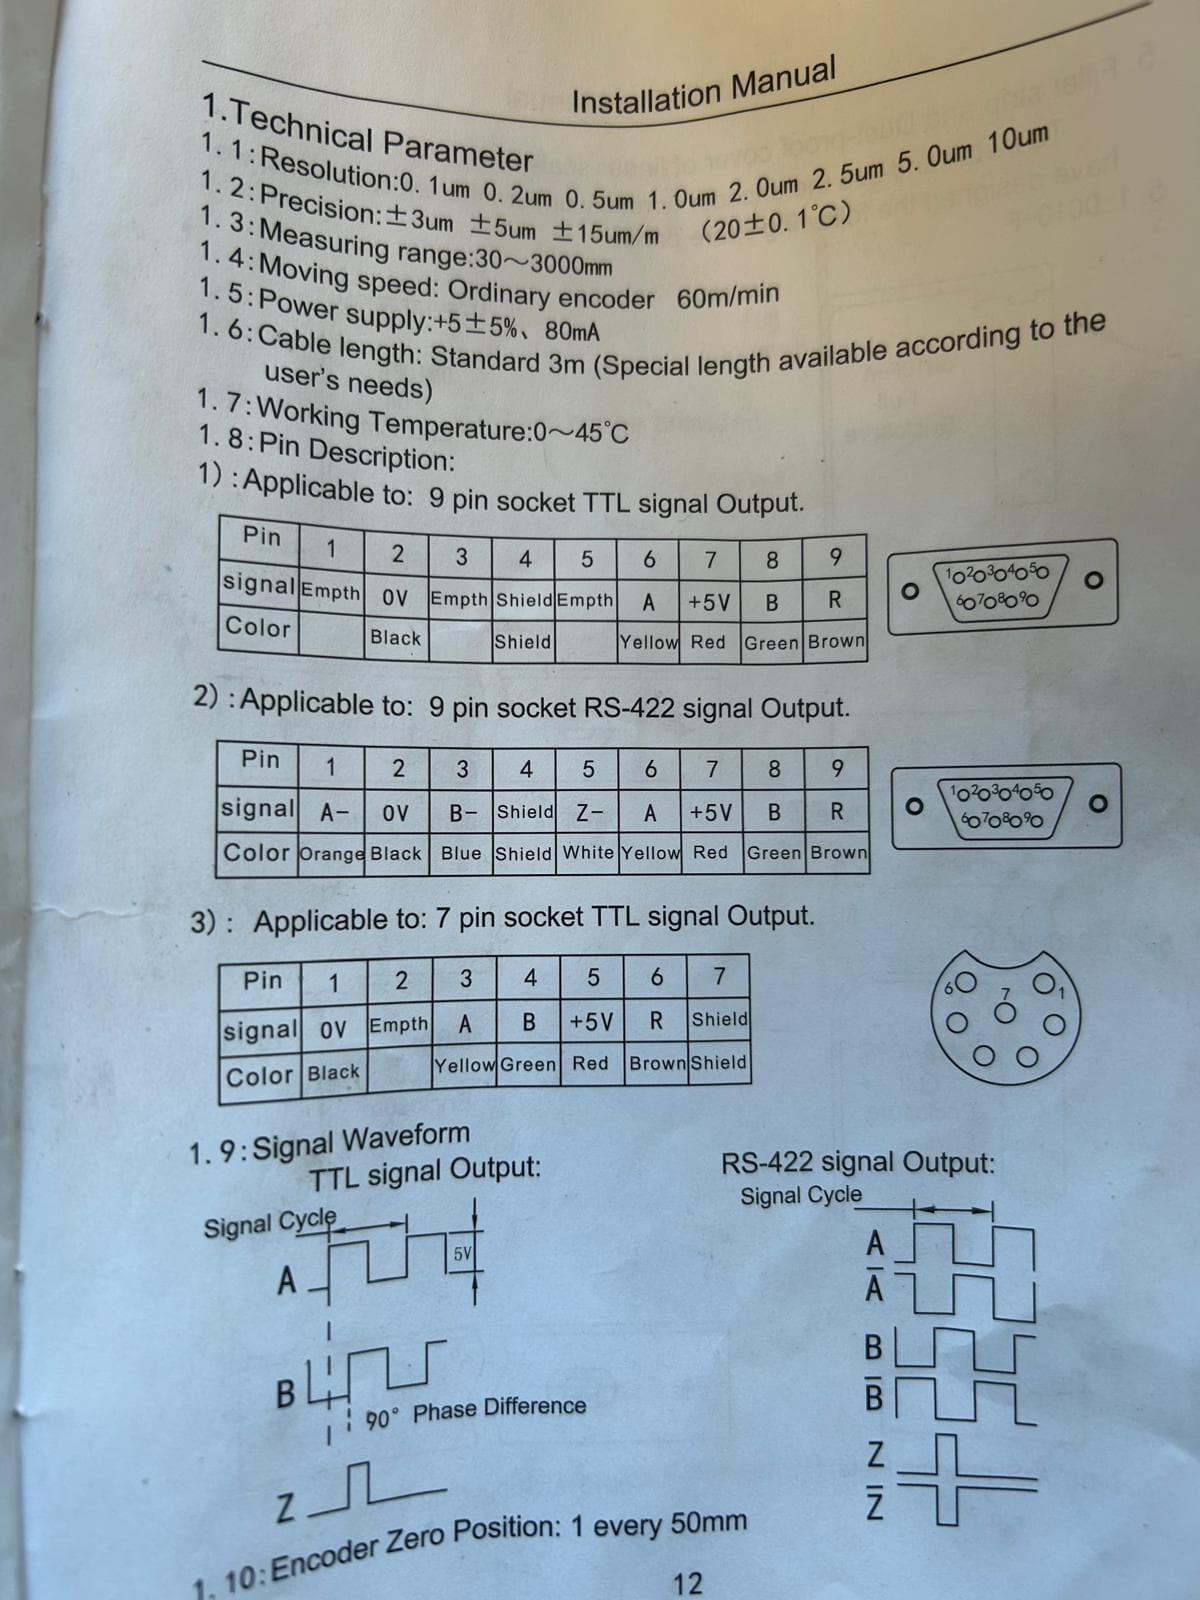 Installation Manual
1.Technical Parameter
1.1:Resolution:0.1um 0.2um 0.5um 1.0um 2.0um 2.5um 5.0um 10um
1.2:Precision:±3um ±5um ±15um/m (20±0.1℃)
1.3:Measuring range:30~3000mm
1.4:Moving speed: Ordinary encoder 60m/min
1.5:Power supply:+5±5%、80mA
1.6:Cable length: Standard 3m (Special length available according to the
user's needs)
1.7:Working Temperature:0~45℃
1.8:Pin Description:
1):Applicable to: 9 pin socket TTL signal Output.
Pin 1 2 3 4 5 6 7 8 9
signal Empth 0V Empth Shield Empth A +5V B R
Color Black Shield Yellow Red Green Brown
1 2 3 4 5
6 7 8 9
2):Applicable to: 9 pin socket RS-422 signal Output.
Pin 1 2 3 4 5 6 7 8 9
signal A- 0V B- Shield Z- A +5V B R
Color Orange Black Blue Shield White Yellow Red Green Brown
1 2 3 4 5
6 7 8 9
3): Applicable to: 7 pin socket TTL signal Output.
Pin 1 2 3 4 5 6 7
signal 0V Empth A B +5V R Shield
Color Black Yellow Green Red Brown Shield
6 7 1
1.9:Signal Waveform
TTL signal Output:
Signal Cycle
A 5V
B
90° Phase Difference
Z
RS-422 signal Output:
Signal Cycle
A
A̅
B
B̅
Z
Z̅
1.10:Encoder Zero Position: 1 every 50mm
12